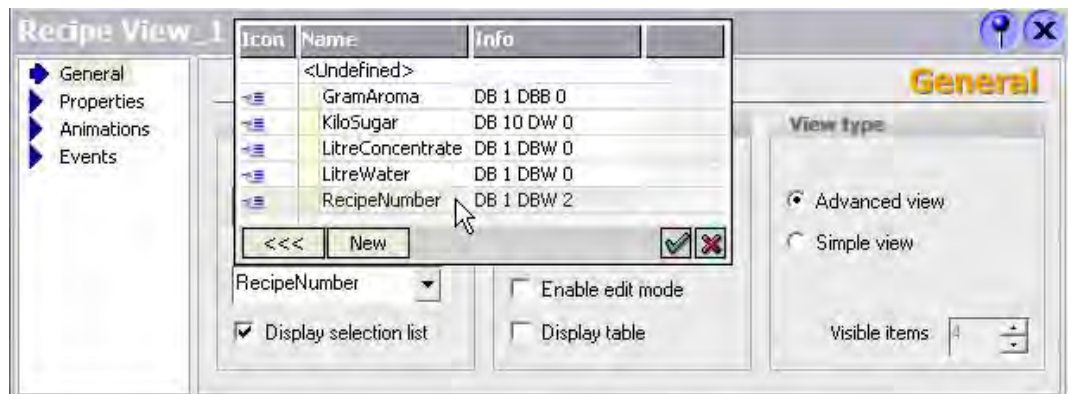 Recipe View_1
General
Properties
Animations
Events
Icon Name Info
<Undefined>
GramAroma DB 1 DBB 0
KiloSugar DB 10 DW 0
LitreConcentrate DB 1 DBW 0
LitreWater DB 1 DBW 0
RecipeNumber DB 1 DBW 2
<<< New
RecipeNumber
Display selection list
Enable edit mode
Display table
General
View type
Advanced view
Simple view
Visible items 4